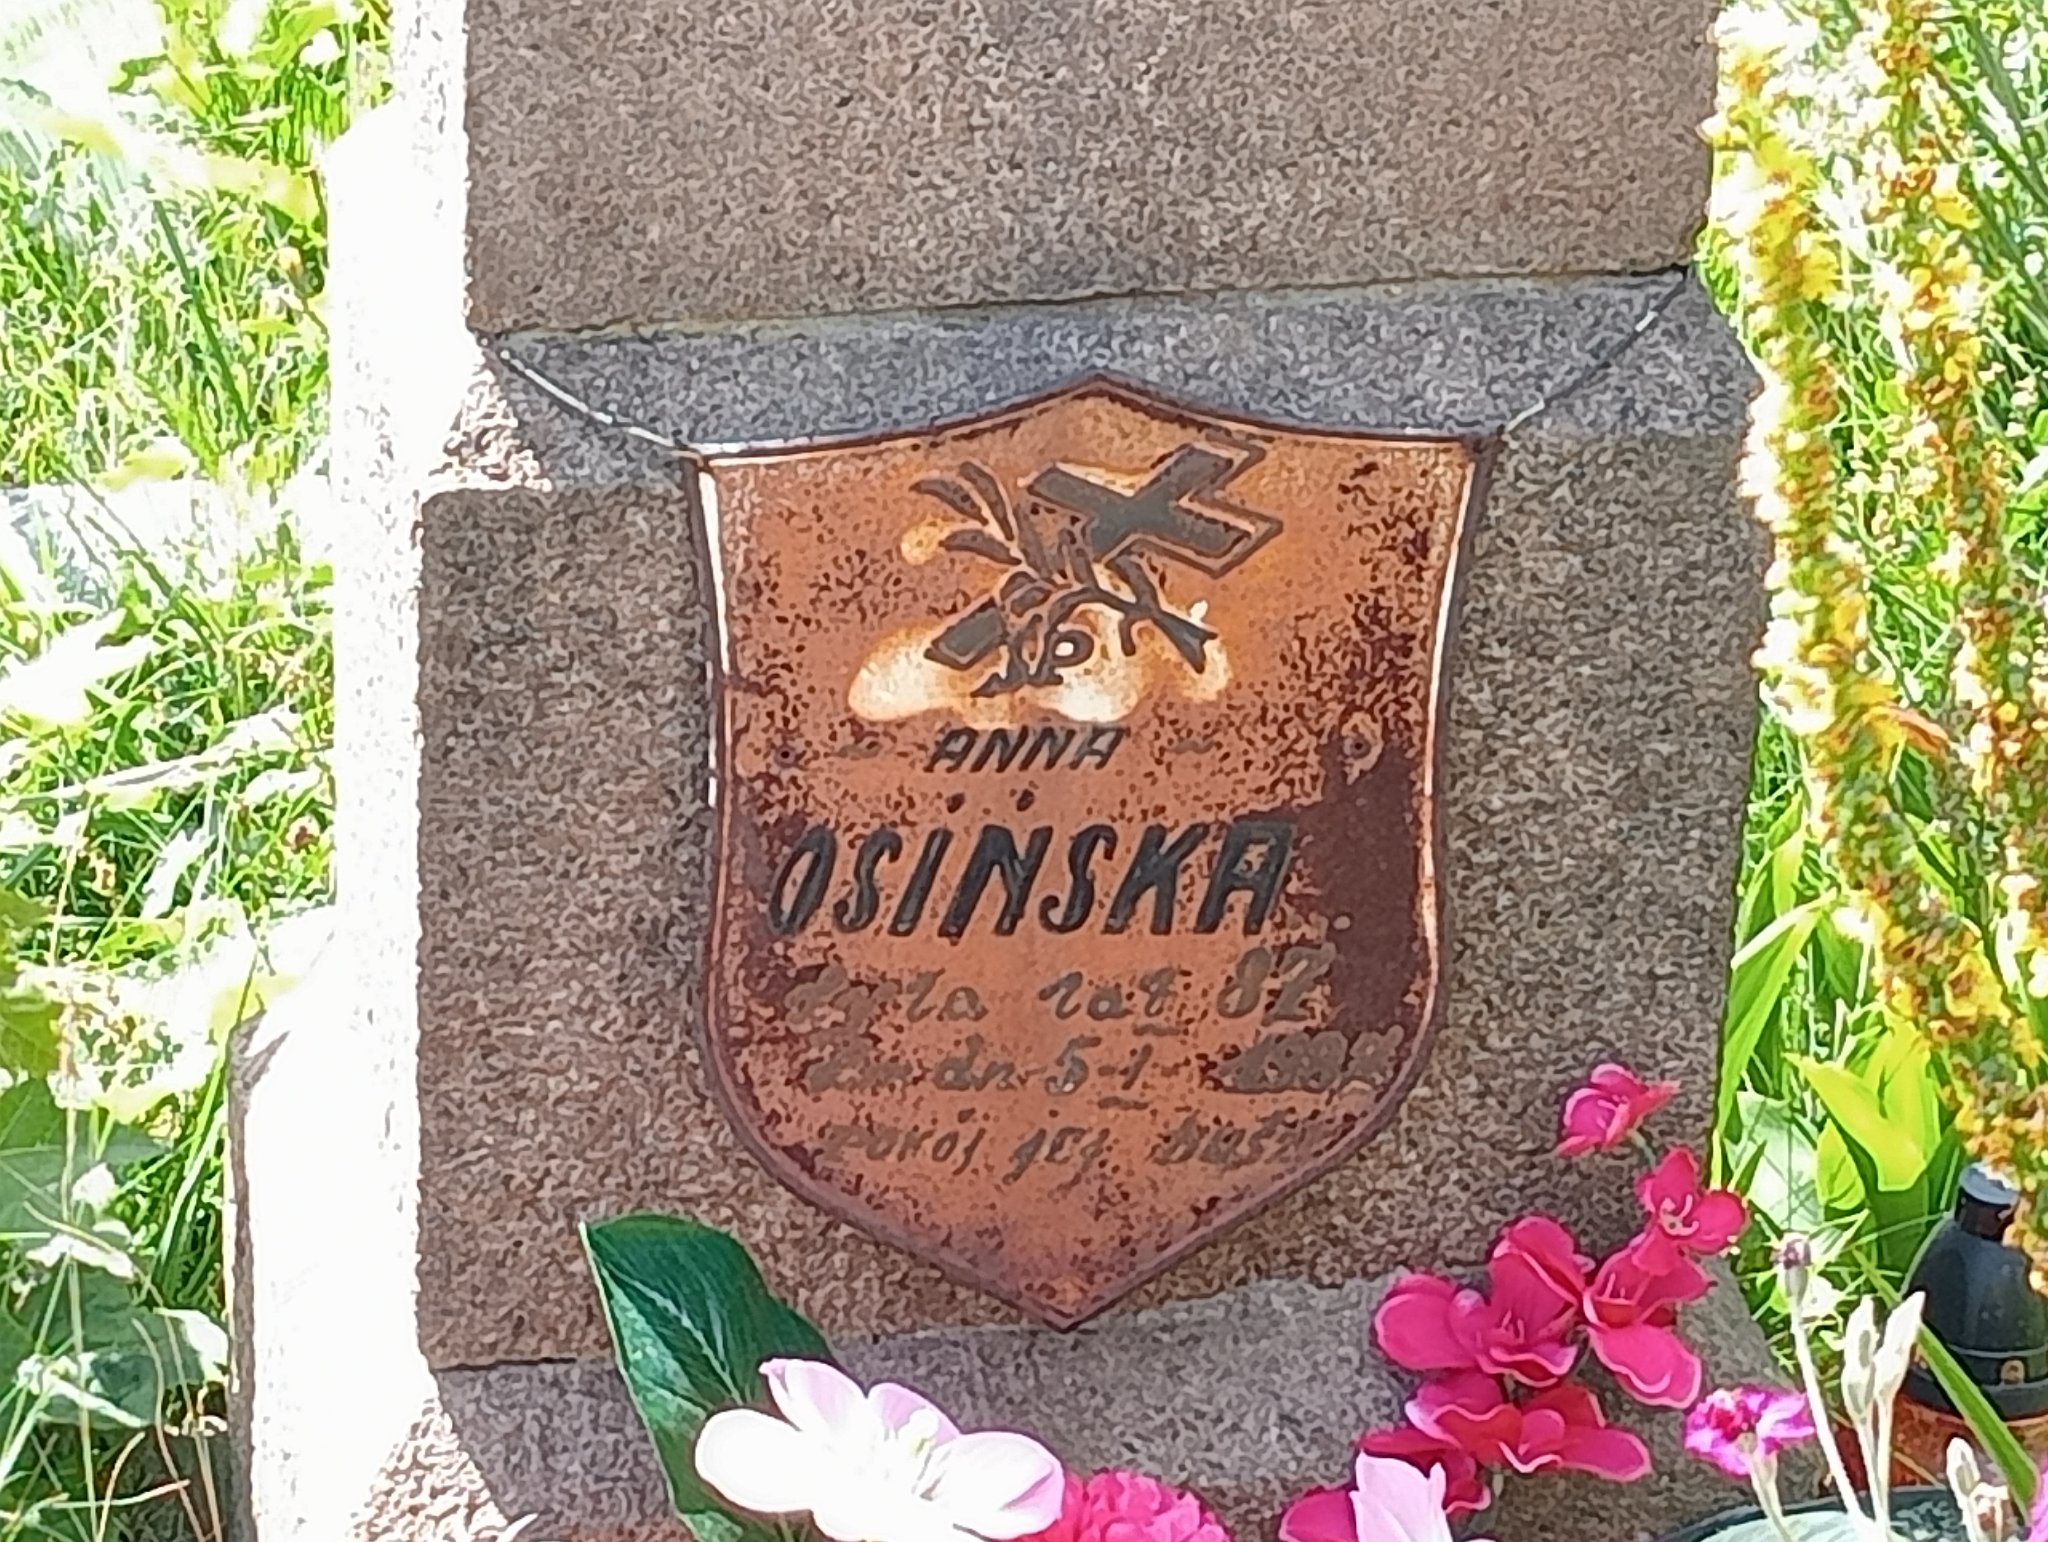 P
ANNA
OSIŃSKA
żyła lat 82
zm. dn. 5-1-
POKÓJ JEJ DUSZY